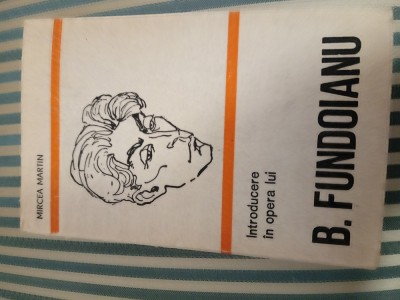 MIRCEA MARTIN
Introducere
în opera lui
B. FUNDOIANU